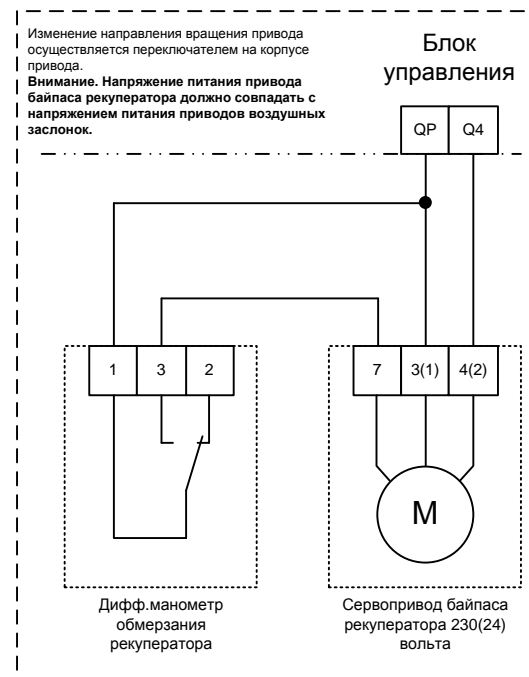 Изменение направления вращения привода
осуществляется переключателем на корпусе
привода.
Внимание. Напряжение питания привода
байпаса рекуператора должно совпадать с
напряжением питания приводов воздушных
заслонок.
Блок
управления
QP Q4
1 3 2
7 3(1) 4(2)
М
Дифф.манометр
обмерзания
рекуператора
Сервопривод байпаса
рекуператора 230(24)
вольта